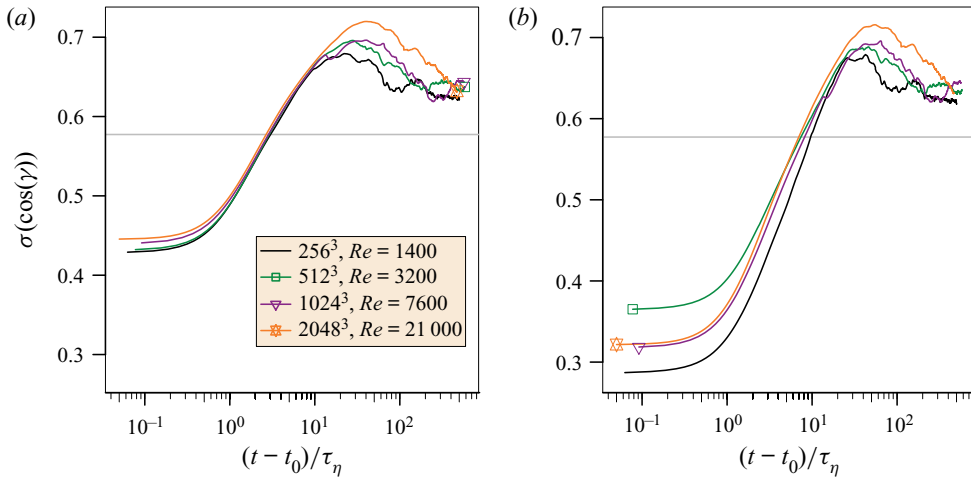 (a)
(b)
0.7
0.6
0.5
0.4
0.3
σ(cos(γ))
256³, Re = 1400
512³, Re = 3200
1024³, Re = 7600
2048³, Re = 21 000
10⁻¹ 10⁰ 10¹ 10²
(t − t₀)/τ_η
0.7
0.6
0.5
0.4
0.3
σ(cos(γ))
10⁻¹ 10⁰ 10¹ 10²
(t − t₀)/τ_η